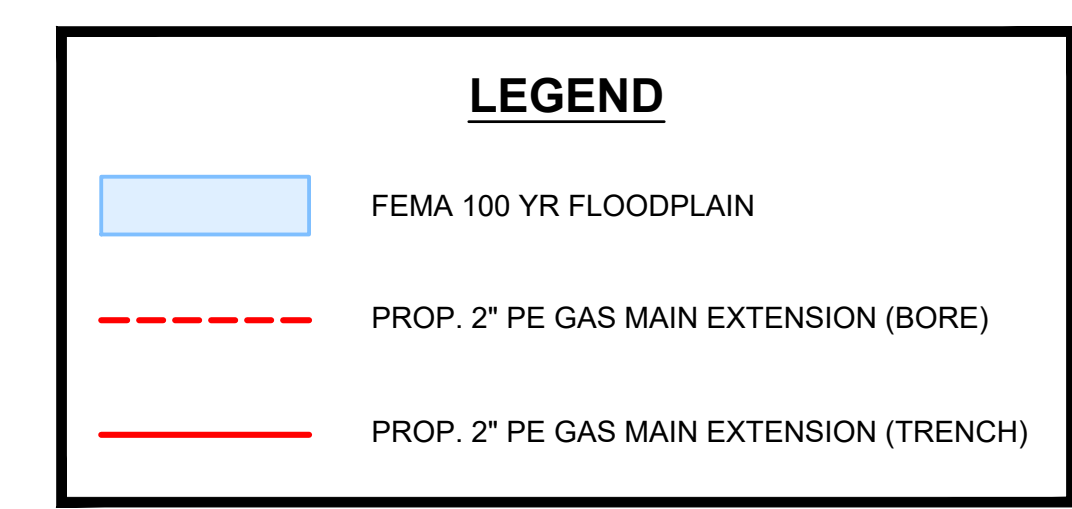 LEGEND
FEMA 100 YR FLOODPLAIN
PROP. 2" PE GAS MAIN EXTENSION (BORE)
PROP. 2" PE GAS MAIN EXTENSION (TRENCH)